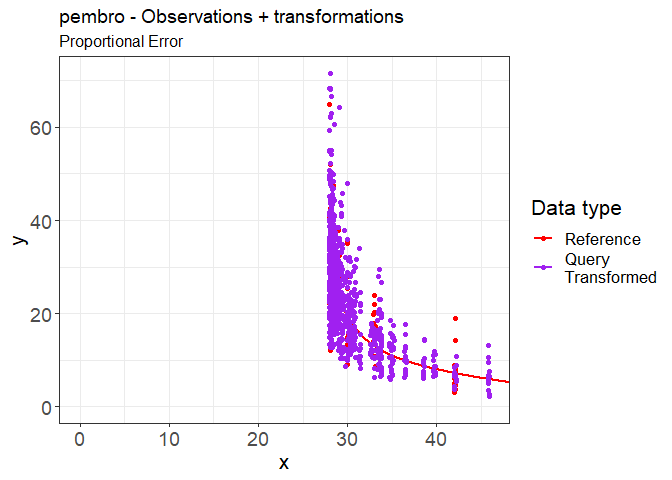 pembro - Observations + transformations
Proportional Error
60
40
20
0
y
0
10
20
30
40
x
Data type
Reference
Query
Transformed